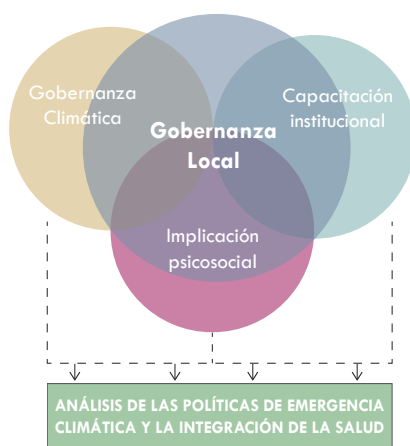 Gobernanza
Climática
Capacitación
institucional
Gobernanza
Local
Implicación
psicosocial
ANÁLISIS DE LAS POLÍTICAS DE EMERGENCIA
CLIMÁTICA Y LA INTEGRACIÓN DE LA SALUD